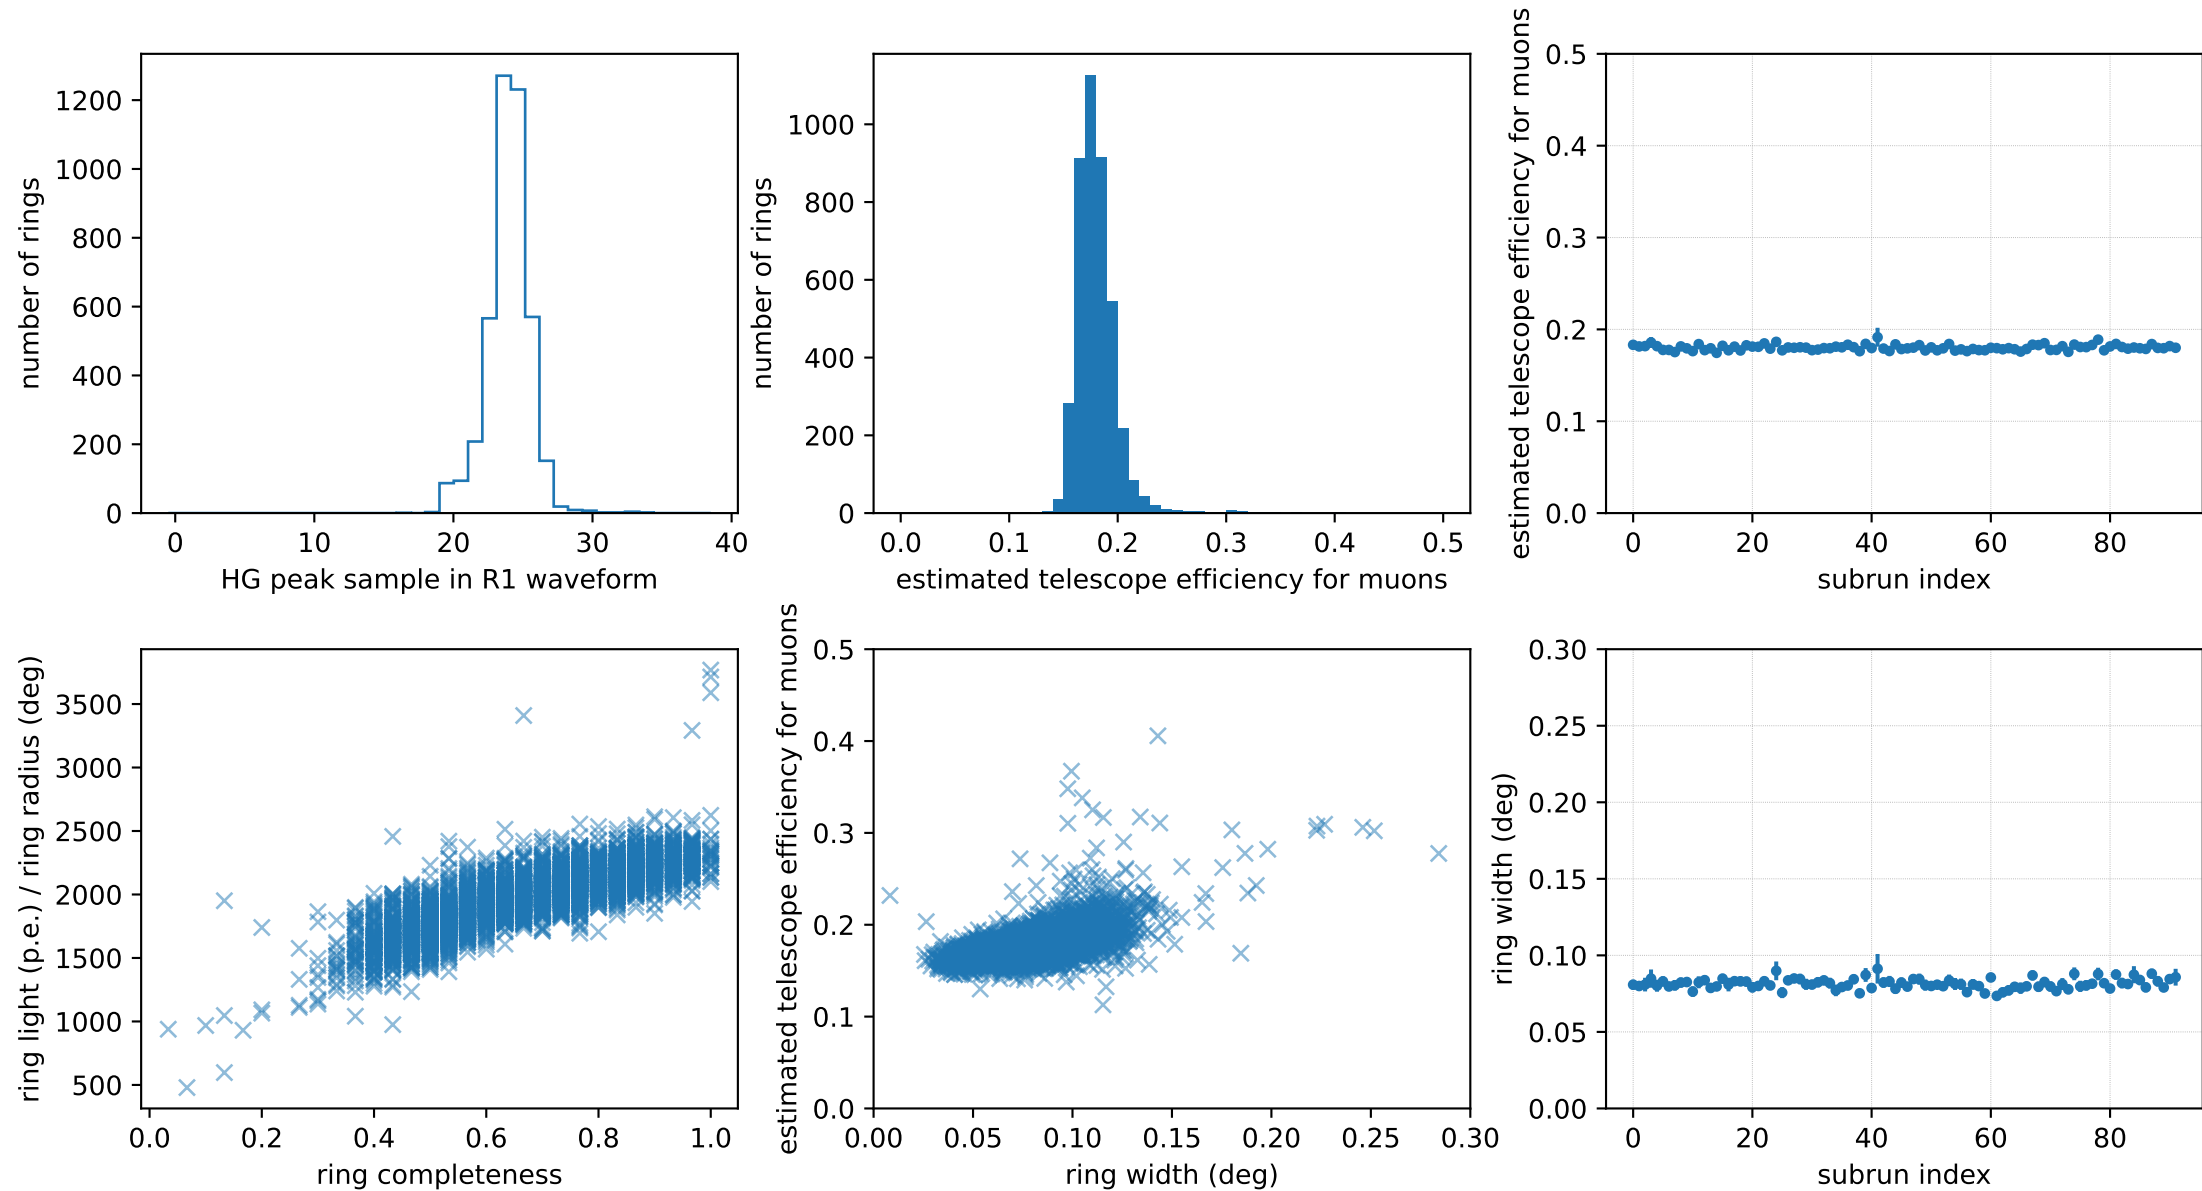 number of rings
1200
1000
800
600
400
200
0
0 10 20 30 40
HG peak sample in R1 waveform
number of rings
1000
800
600
400
200
0
0.0 0.1 0.2 0.3 0.4 0.5
estimated telescope efficiency for muons
estimated telescope efficiency for muons
0.5
0.4
0.3
0.2
0.1
0.0
0 20 40 60 80
subrun index
ring light (p.e.) / ring radius (deg)
3500
3000
2500
2000
1500
1000
500
0.0 0.2 0.4 0.6 0.8 1.0
ring completeness
estimated telescope efficiency for muons
0.5
0.4
0.3
0.2
0.1
0.0
0.00 0.05 0.10 0.15 0.20 0.25 0.30
ring width (deg)
ring width (deg)
0.30
0.25
0.20
0.15
0.10
0.05
0.00
0 20 40 60 80
subrun index